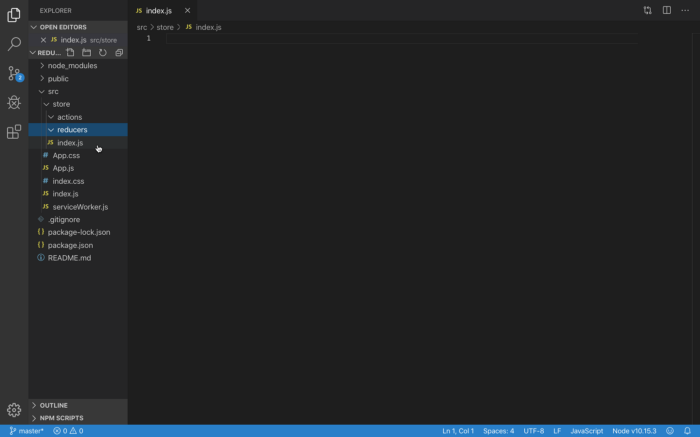 EXPLORER
JS index.js
OPEN EDITORS
JS index.js src/store
src > store > JS index.js
REDU...
1
node_modules
public
src
store
actions
reducers
JS index.js
# App.css
JS App.js
# index.css
JS index.js
JS serviceWorker.js
.gitignore
{} package-lock.json
{} package.json
README.md
OUTLINE
NPM SCRIPTS
master* 0 0 Ln 1, Col 1 Spaces: 4 UTF-8 LF JavaScript Node v10.15.3